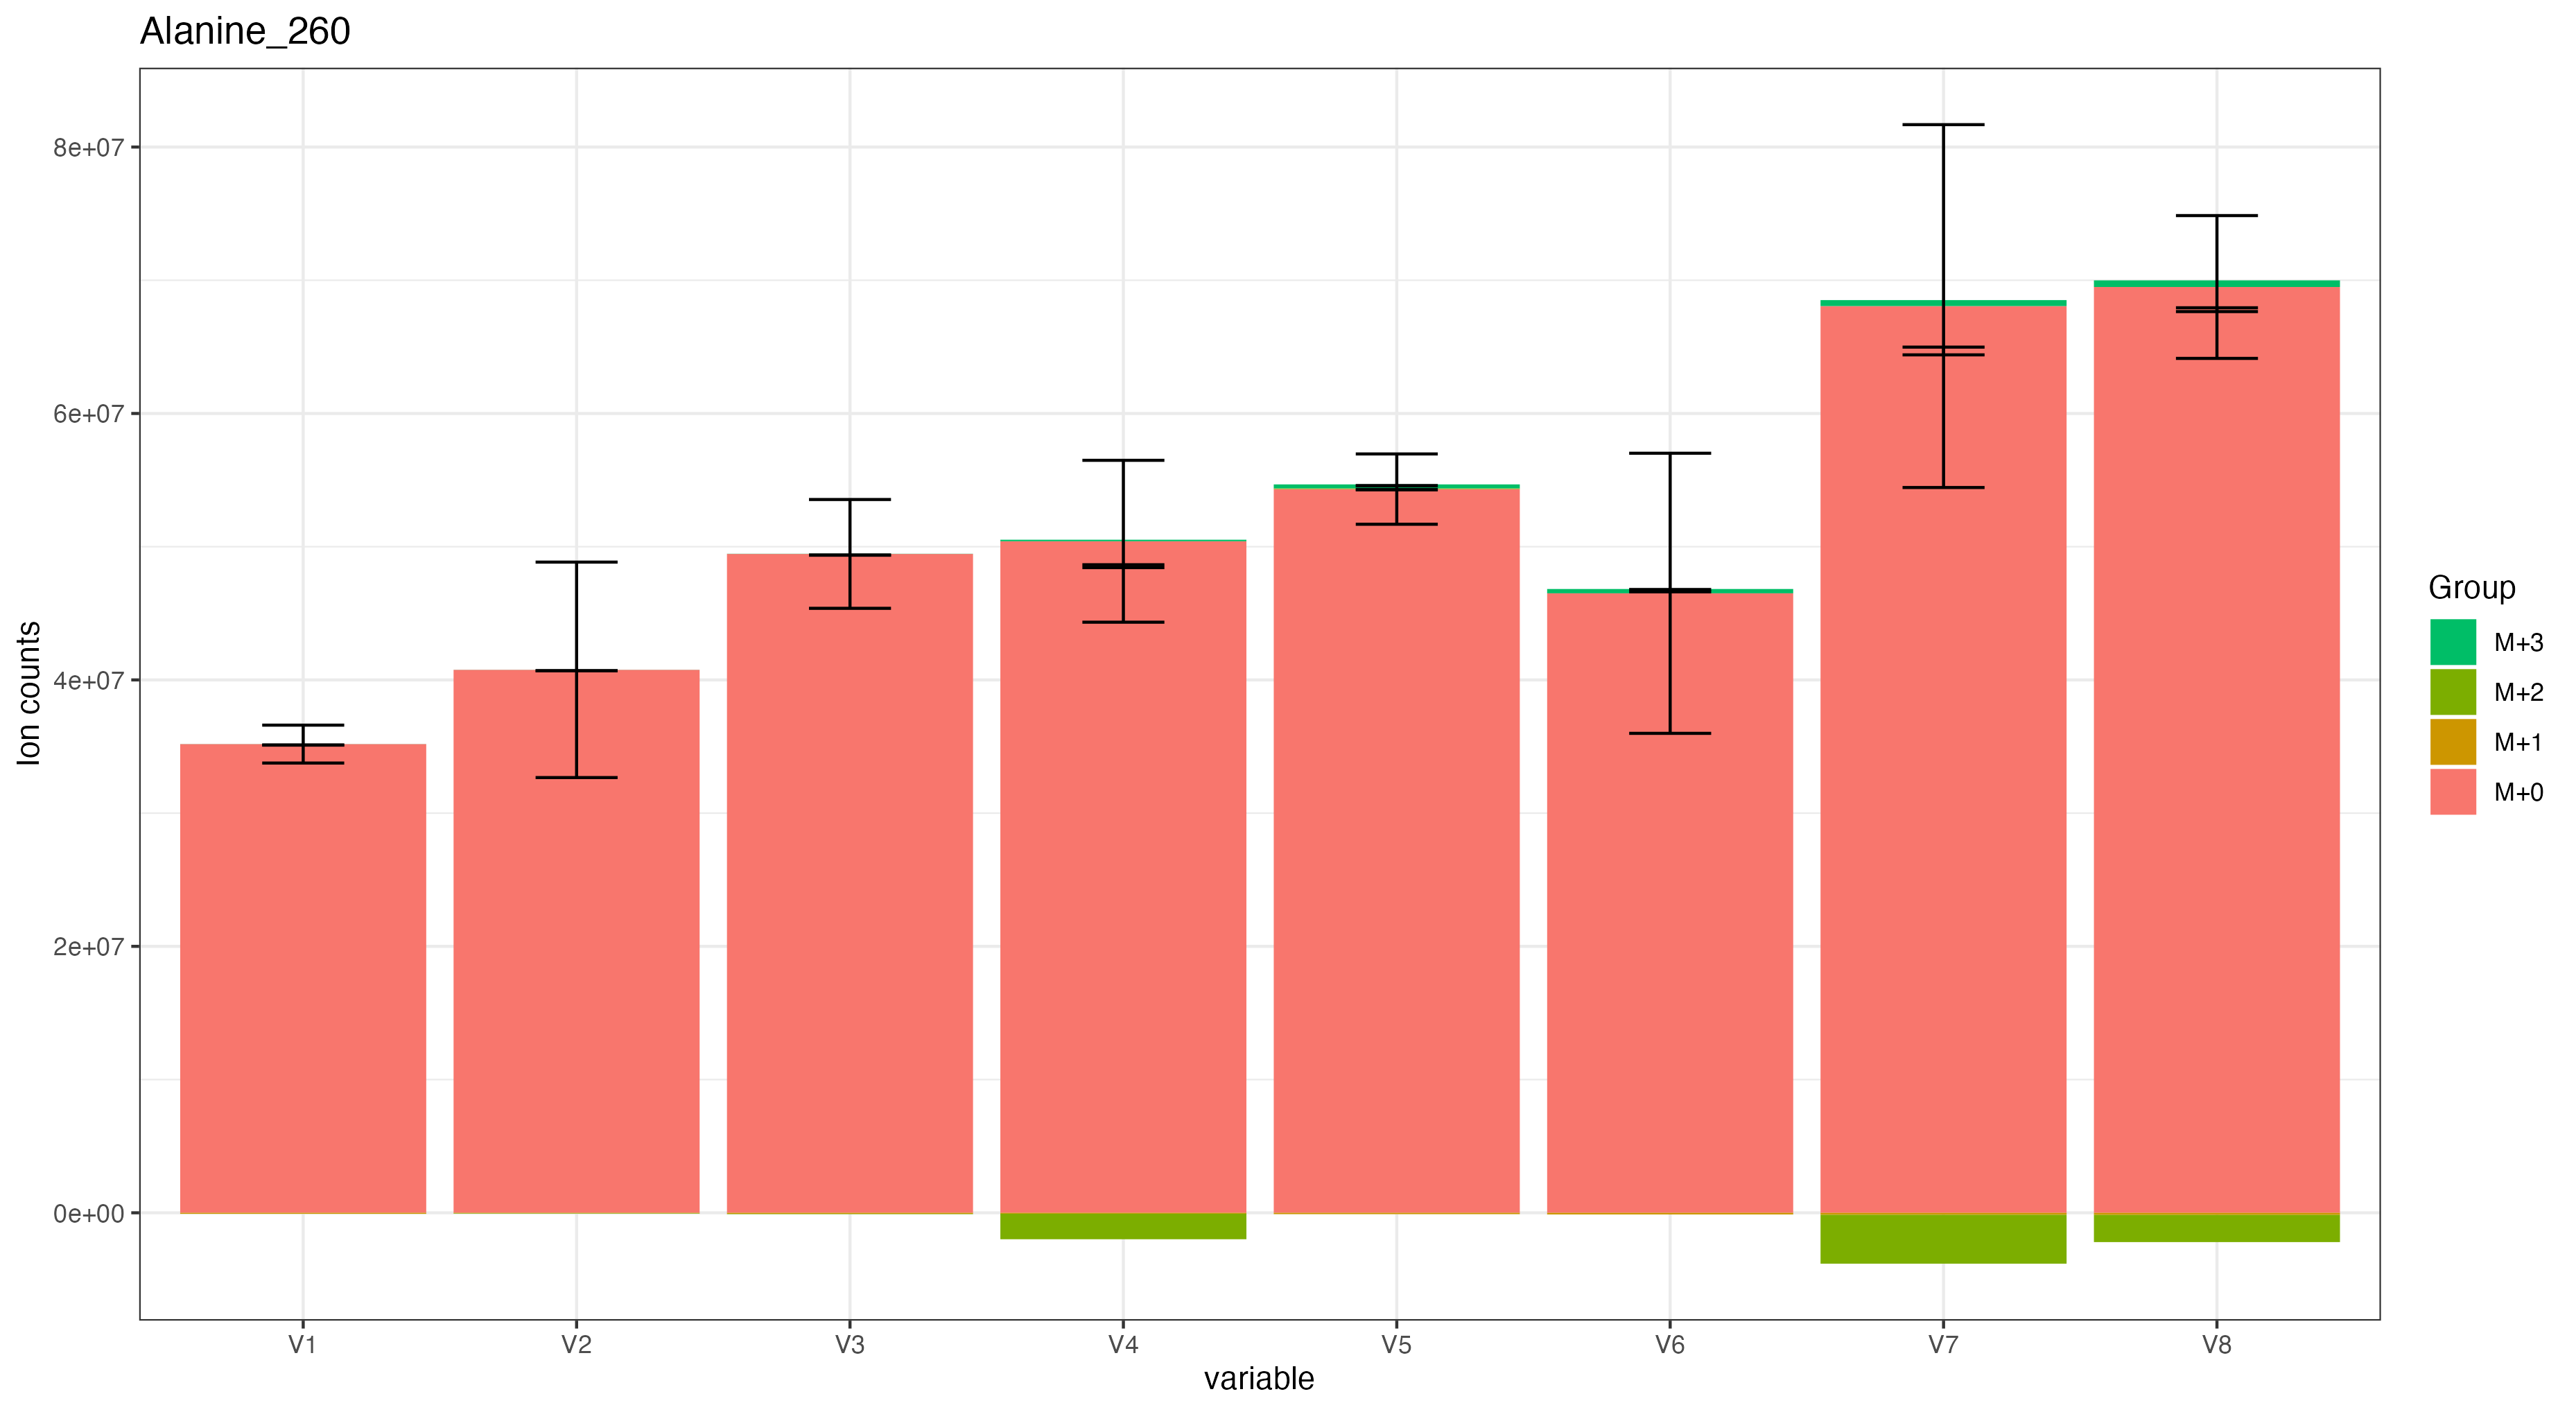 Alanine_260
Ion counts
8e+07
6e+07
4e+07
2e+07
0e+00
V1 V2 V3 V4 V5 V6 V7 V8
variable
Group
M+3
M+2
M+1
M+0